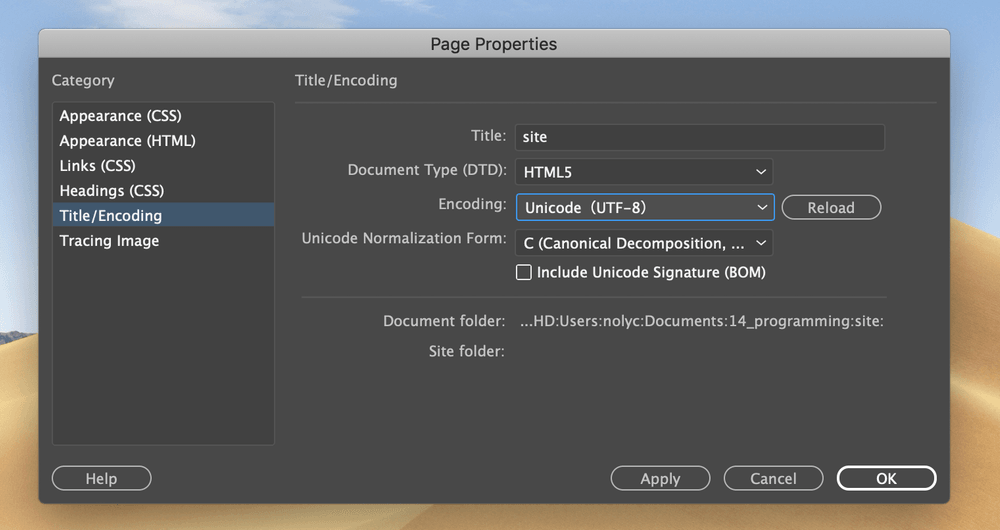 Page Properties
Category
Appearance (CSS)
Appearance (HTML)
Links (CSS)
Headings (CSS)
Title/Encoding
Tracing Image
Title/Encoding
Title: site
Document Type (DTD): HTML5
Encoding: Unicode（UTF-8） Reload
Unicode Normalization Form: C (Canonical Decomposition, ...
Include Unicode Signature (BOM)
Document folder: ...HD:Users:nolyc:Documents:14_programming:site:
Site folder:
Help Apply Cancel OK